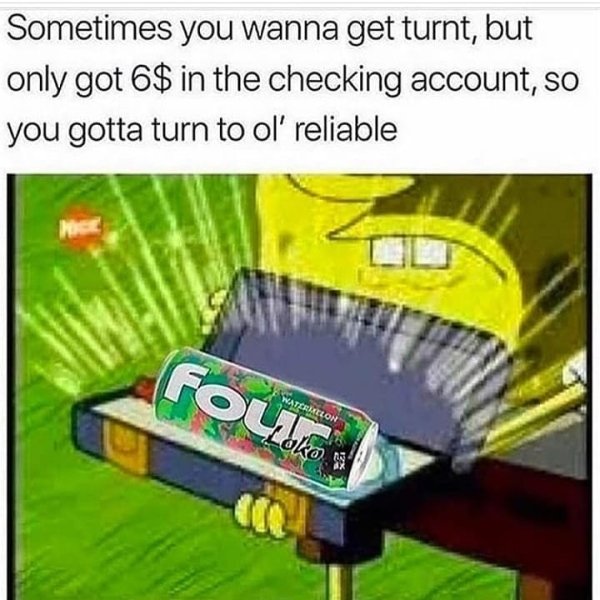 Sometimes you wanna get turnt, but
only got 6$ in the checking account, so
you gotta turn to ol' reliable
NICK
WATERMELON
Four
Loko